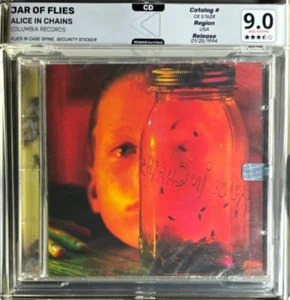 JAR OF FLIES
ALICE IN CHAINS
COLUMBIA RECORDS
FLIES IN CASE SPINE, SECURITY STICKER
CD
Catalog #
CK 57628
Region
USA
Release
01/25/1994
9.0